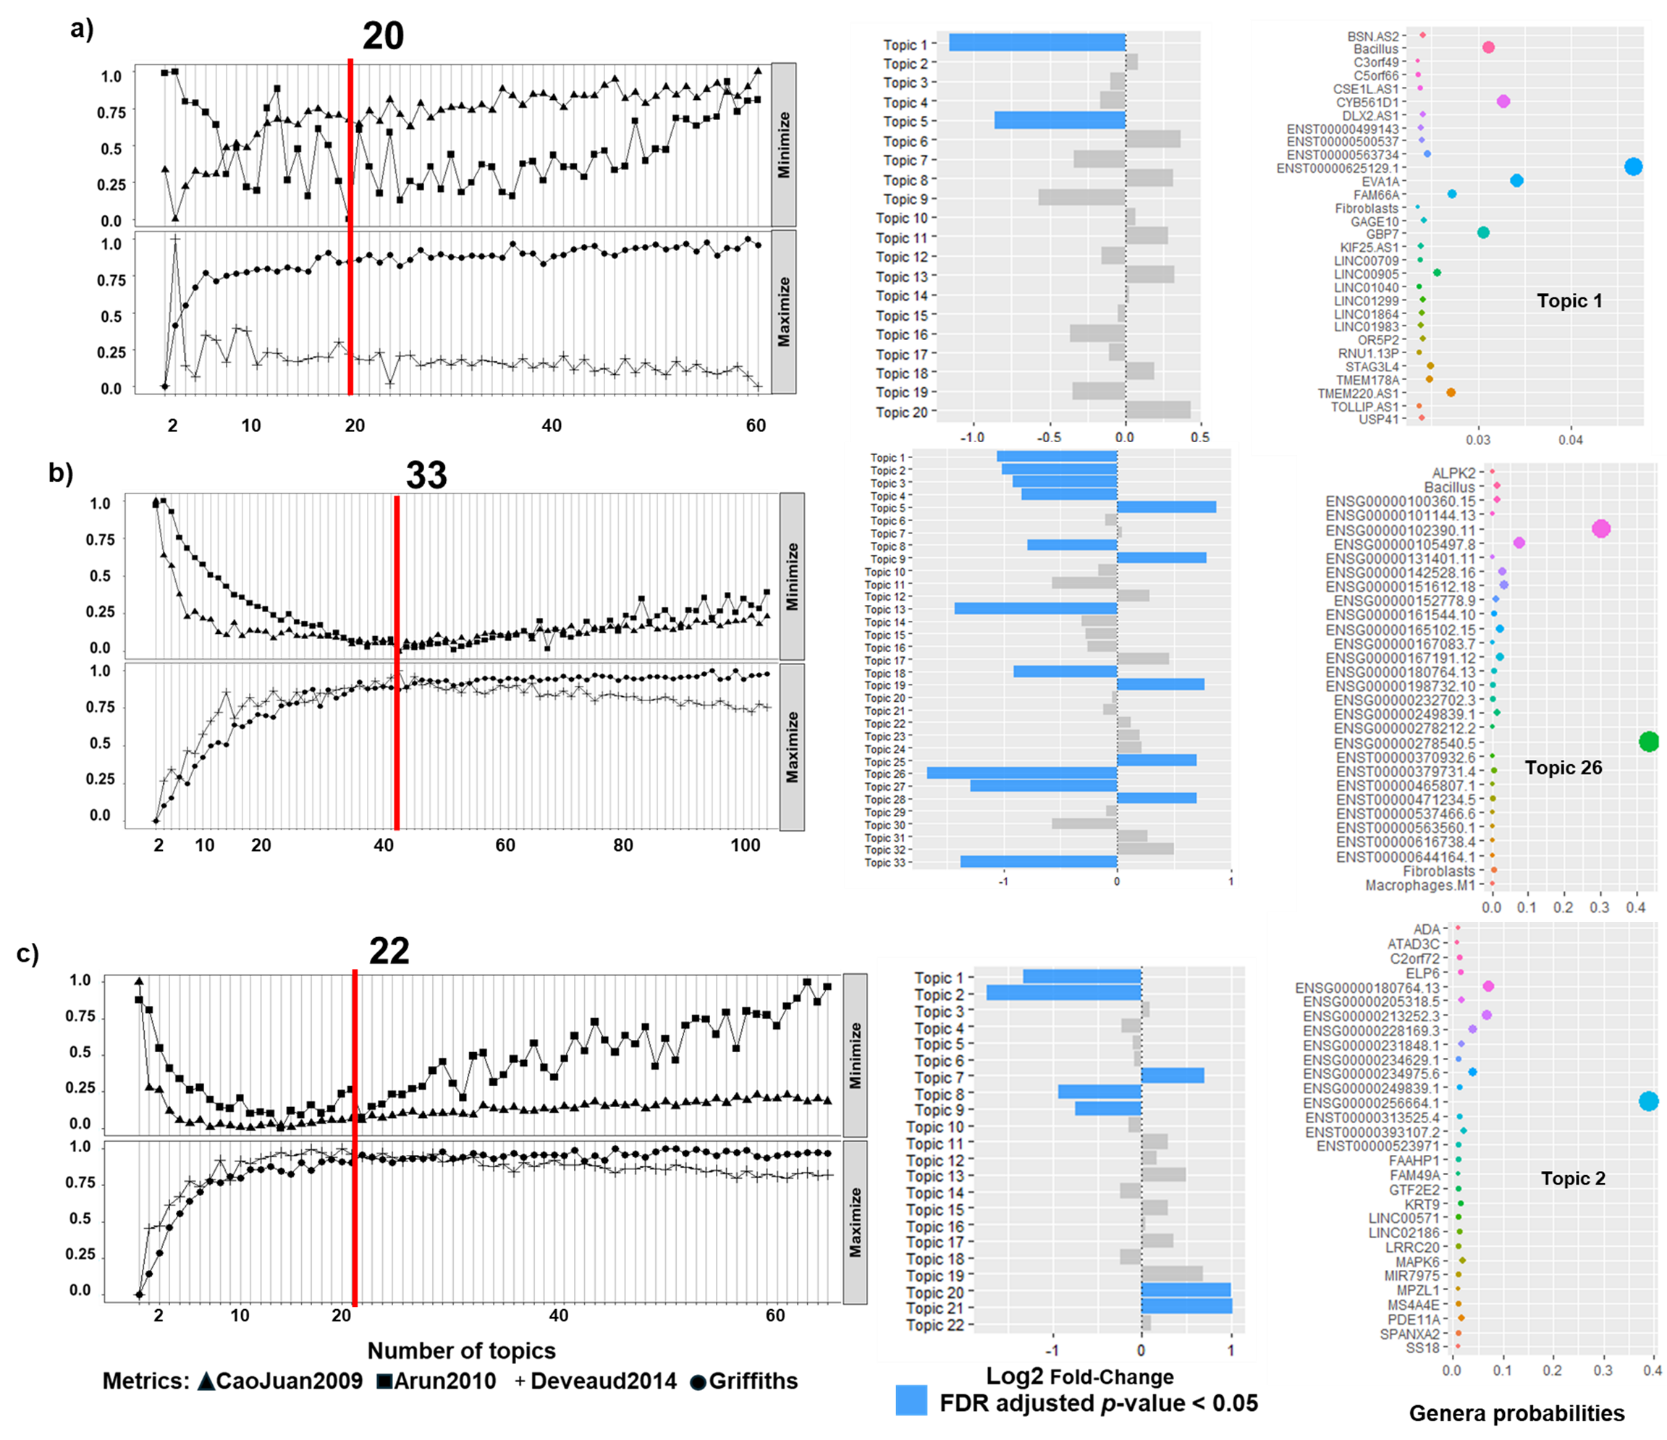 a)
20
1.0
0.75
0.5
0.25
0.0
Minimize
1.0
0.75
0.5
0.25
0.0
Maximize
2 10 20 40 60
Topic 1
Topic 2
Topic 3
Topic 4
Topic 5
Topic 6
Topic 7
Topic 8
Topic 9
Topic 10
Topic 11
Topic 12
Topic 13
Topic 14
Topic 15
Topic 16
Topic 17
Topic 18
Topic 19
Topic 20
-1.0 -0.5 0.0 0.5
BSN.AS2
Bacillus
C3orf49
C5orf66
CSE1L.AS1
CYB561D1
DLX2.AS1
ENST00000499143
ENST00000500537
ENST00000563734
ENST00000625129.1
EVA1A
FAM66A
Fibroblasts
GAGE10
GBP7
KIF25.AS1
LINC00709
LINC00905
LINC01040
LINC01299
LINC01864
LINC01983
OR5P2
RNU1.13P
STAG3L4
TMEM178A
TMEM220.AS1
TOLLIP.AS1
USP41
Topic 1
0.03 0.04
b)
33
1.0
0.75
0.5
0.25
0.0
Minimize
1.0
0.75
0.5
0.25
0.0
Maximize
2 10 20 40 60 80 100
Topic 1
Topic 2
Topic 3
Topic 4
Topic 5
Topic 6
Topic 7
Topic 8
Topic 9
Topic 10
Topic 11
Topic 12
Topic 13
Topic 14
Topic 15
Topic 16
Topic 17
Topic 18
Topic 19
Topic 20
Topic 21
Topic 22
Topic 23
Topic 24
Topic 25
Topic 26
Topic 27
Topic 28
Topic 29
Topic 30
Topic 31
Topic 32
Topic 33
-1 0 1
ALPK2
Bacillus
ENSG00000100360.15
ENSG00000101144.13
ENSG00000102390.11
ENSG00000105497.8
ENSG00000131401.11
ENSG00000142528.16
ENSG00000151612.18
ENSG00000152778.9
ENSG00000161544.10
ENSG00000165102.15
ENSG00000167083.7
ENSG00000167191.12
ENSG00000180764.13
ENSG00000198732.10
ENSG00000232702.3
ENSG00000249839.1
ENSG00000278212.2
ENSG00000278540.5
ENST00000370932.6
ENST00000379731.4
ENST00000465807.1
ENST00000471234.5
ENST00000537466.6
ENST00000563560.1
ENST00000616738.4
ENST00000644164.1
Fibroblasts
Macrophages.M1
Topic 26
0.0 0.1 0.2 0.3 0.4
c)
22
1.0
0.75
0.5
0.25
0.0
Minimize
1.0
0.75
0.5
0.25
0.0
Maximize
2 10 20 40 60
Number of topics
Metrics: CaoJuan2009 Arun2010 Deveaud2014 Griffiths
Topic 1
Topic 2
Topic 3
Topic 4
Topic 5
Topic 6
Topic 7
Topic 8
Topic 9
Topic 10
Topic 11
Topic 12
Topic 13
Topic 14
Topic 15
Topic 16
Topic 17
Topic 18
Topic 19
Topic 20
Topic 21
Topic 22
-1 0 1
Log2 Fold-Change
FDR adjusted p-value < 0.05
ADA
ATAD3C
C2orf72
ELP6
ENSG00000180764.13
ENSG00000205318.5
ENSG00000213252.3
ENSG00000228169.3
ENSG00000231848.1
ENSG00000234629.1
ENSG00000234975.6
ENSG00000249839.1
ENSG00000256664.1
ENST00000313525.4
ENST00000393107.2
ENST00000523971
FAAHP1
FAM49A
GTF2E2
KRT9
LINC00571
LINC02186
LRRC20
MAPK6
MIR7975
MPZL1
MS4A4E
PDE11A
SPANXA2
SS18
Topic 2
0.0 0.1 0.2 0.3 0.4
Genera probabilities